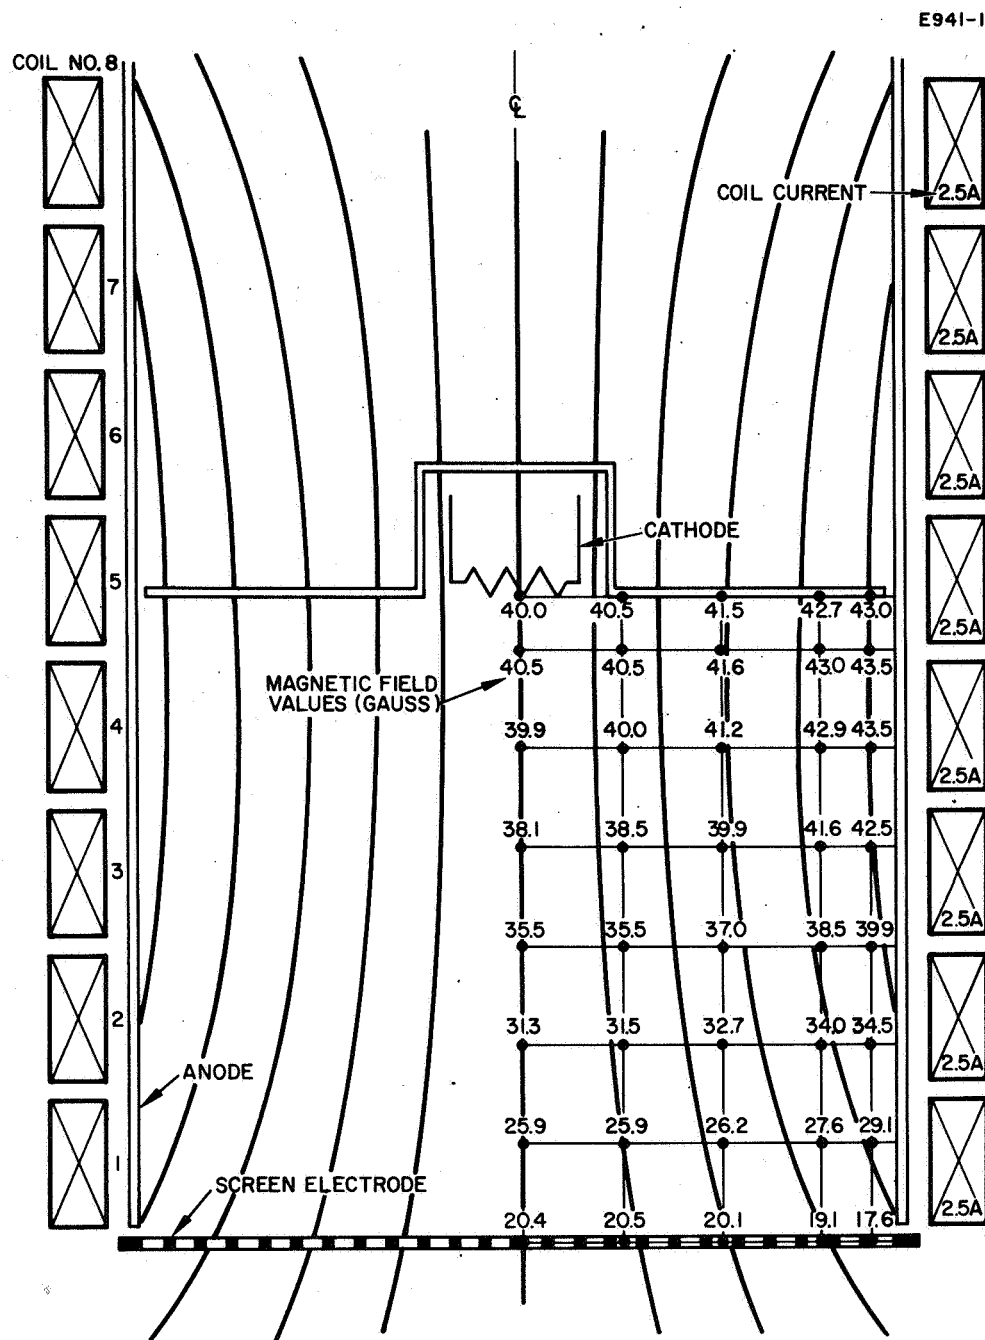 E941-1
COIL NO. 8
℄
COIL CURRENT
2.5A
7
2.5A
6
2.5A
CATHODE
5
40.0 40.5 41.5 42.7 43.0
2.5A
40.5 40.5 41.6 43.0 43.5
MAGNETIC FIELD
VALUES (GAUSS)
4
39.9 40.0 41.2 42.9 43.5
2.5A
38.1 38.5 39.9 41.6 42.5
3
2.5A
35.5 35.5 37.0 38.5 39.9
2
31.3 31.5 32.7 34.0 34.5
2.5A
ANODE
25.9 25.9 26.2 27.6 29.1
1
SCREEN ELECTRODE
2.5A
20.4 20.5 20.1 19.1 17.6